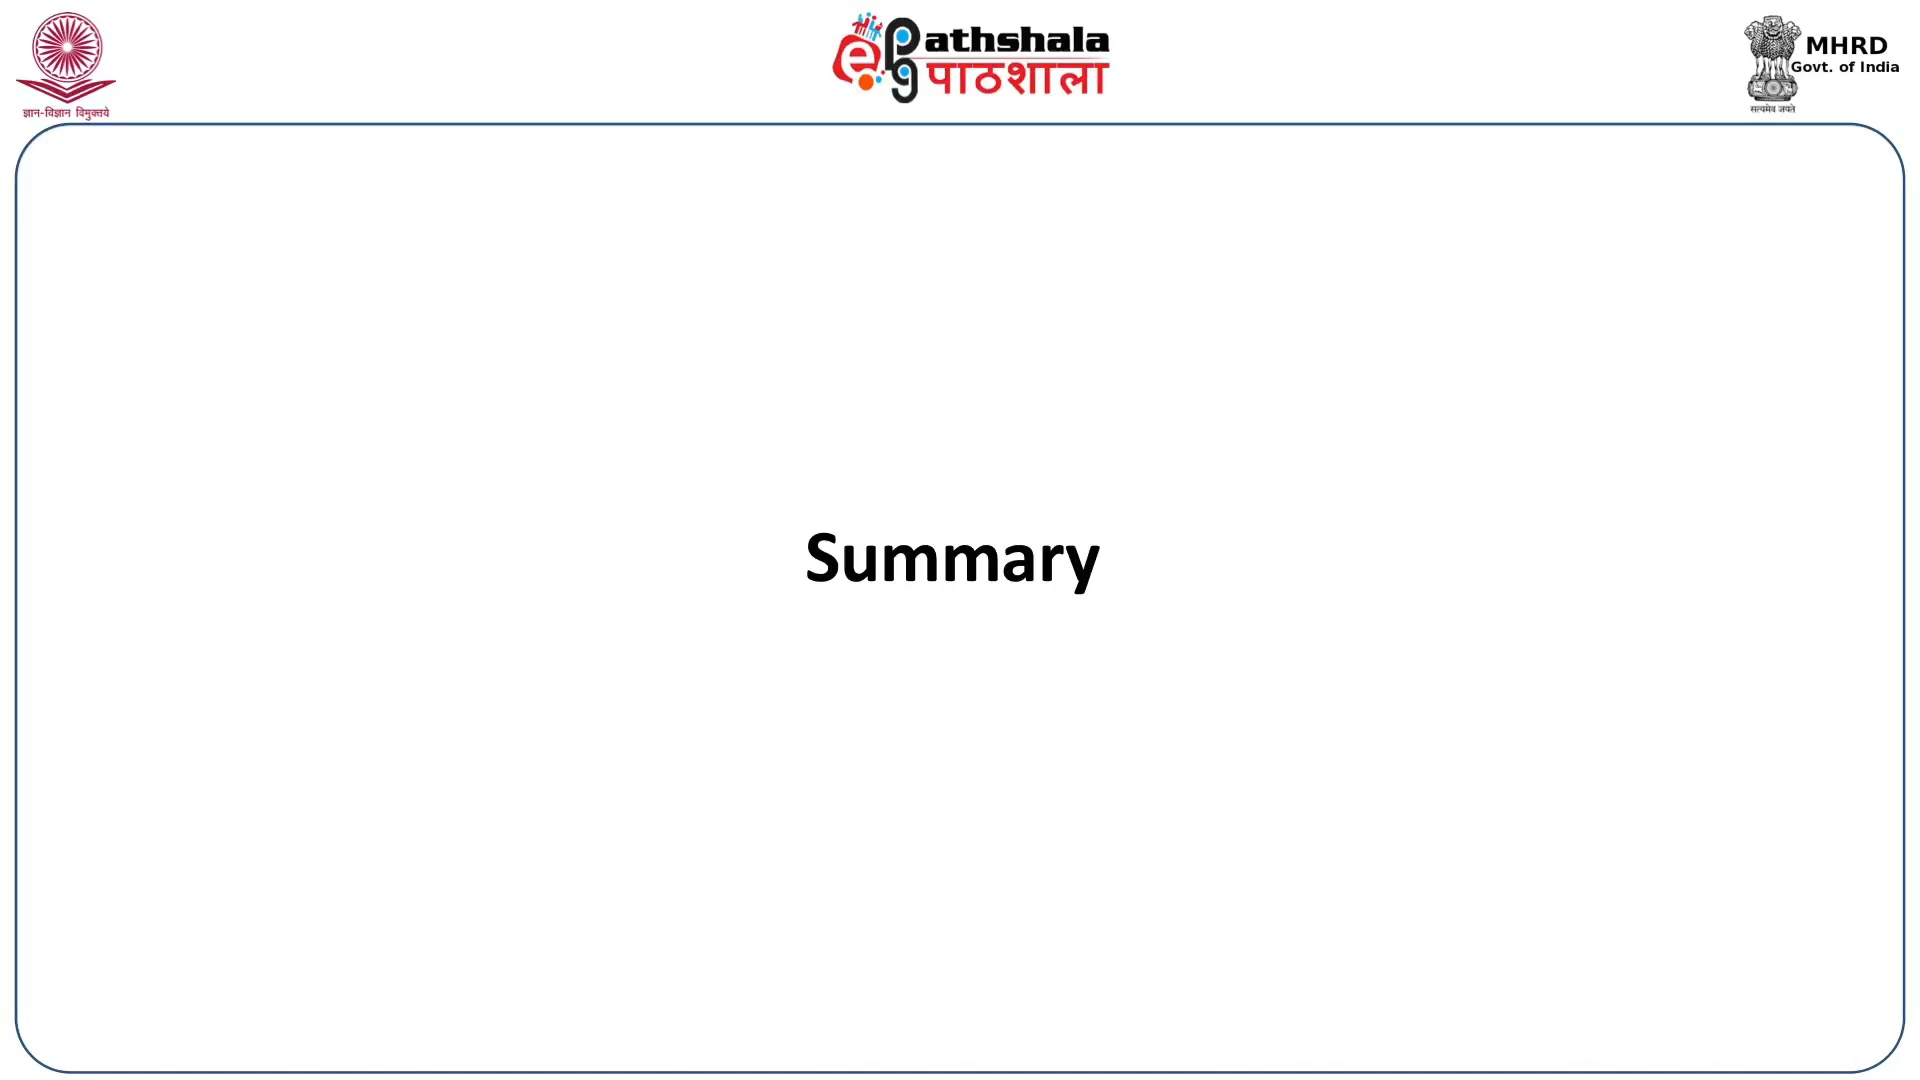 ज्ञान-विज्ञान विमुक्तये
ePathshala
पाठशाला
MHRD
Govt. of India
सत्यमेव जयते
Summary